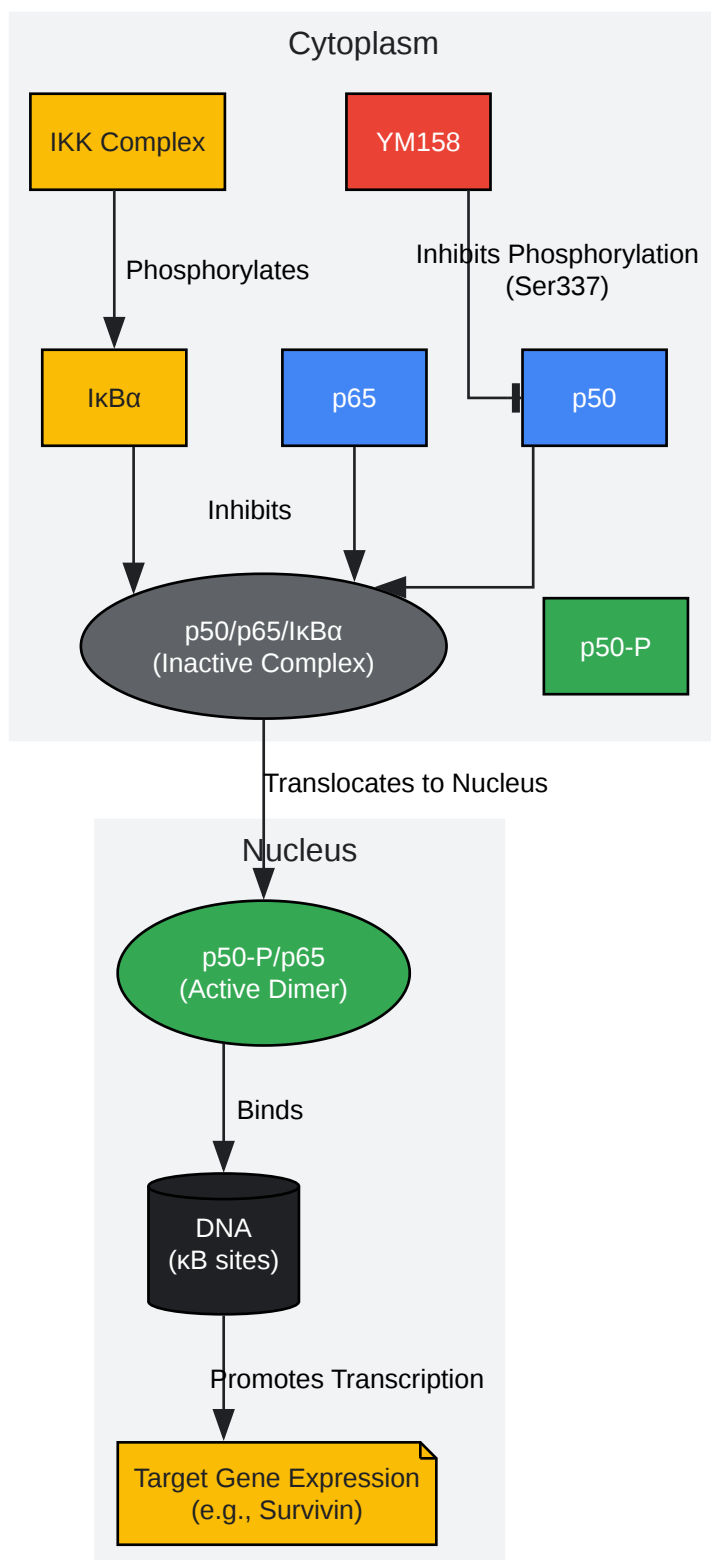 Cytoplasm
IKK Complex
YM158
Phosphorylates
Inhibits Phosphorylation
(Ser337)
IκBα
p65
p50
Inhibits
p50/p65/IκBα
(Inactive Complex)
p50-P
Translocates to Nucleus
Nucleus
p50-P/p65
(Active Dimer)
Binds
DNA
(κB sites)
Promotes Transcription
Target Gene Expression
(e.g., Survivin)